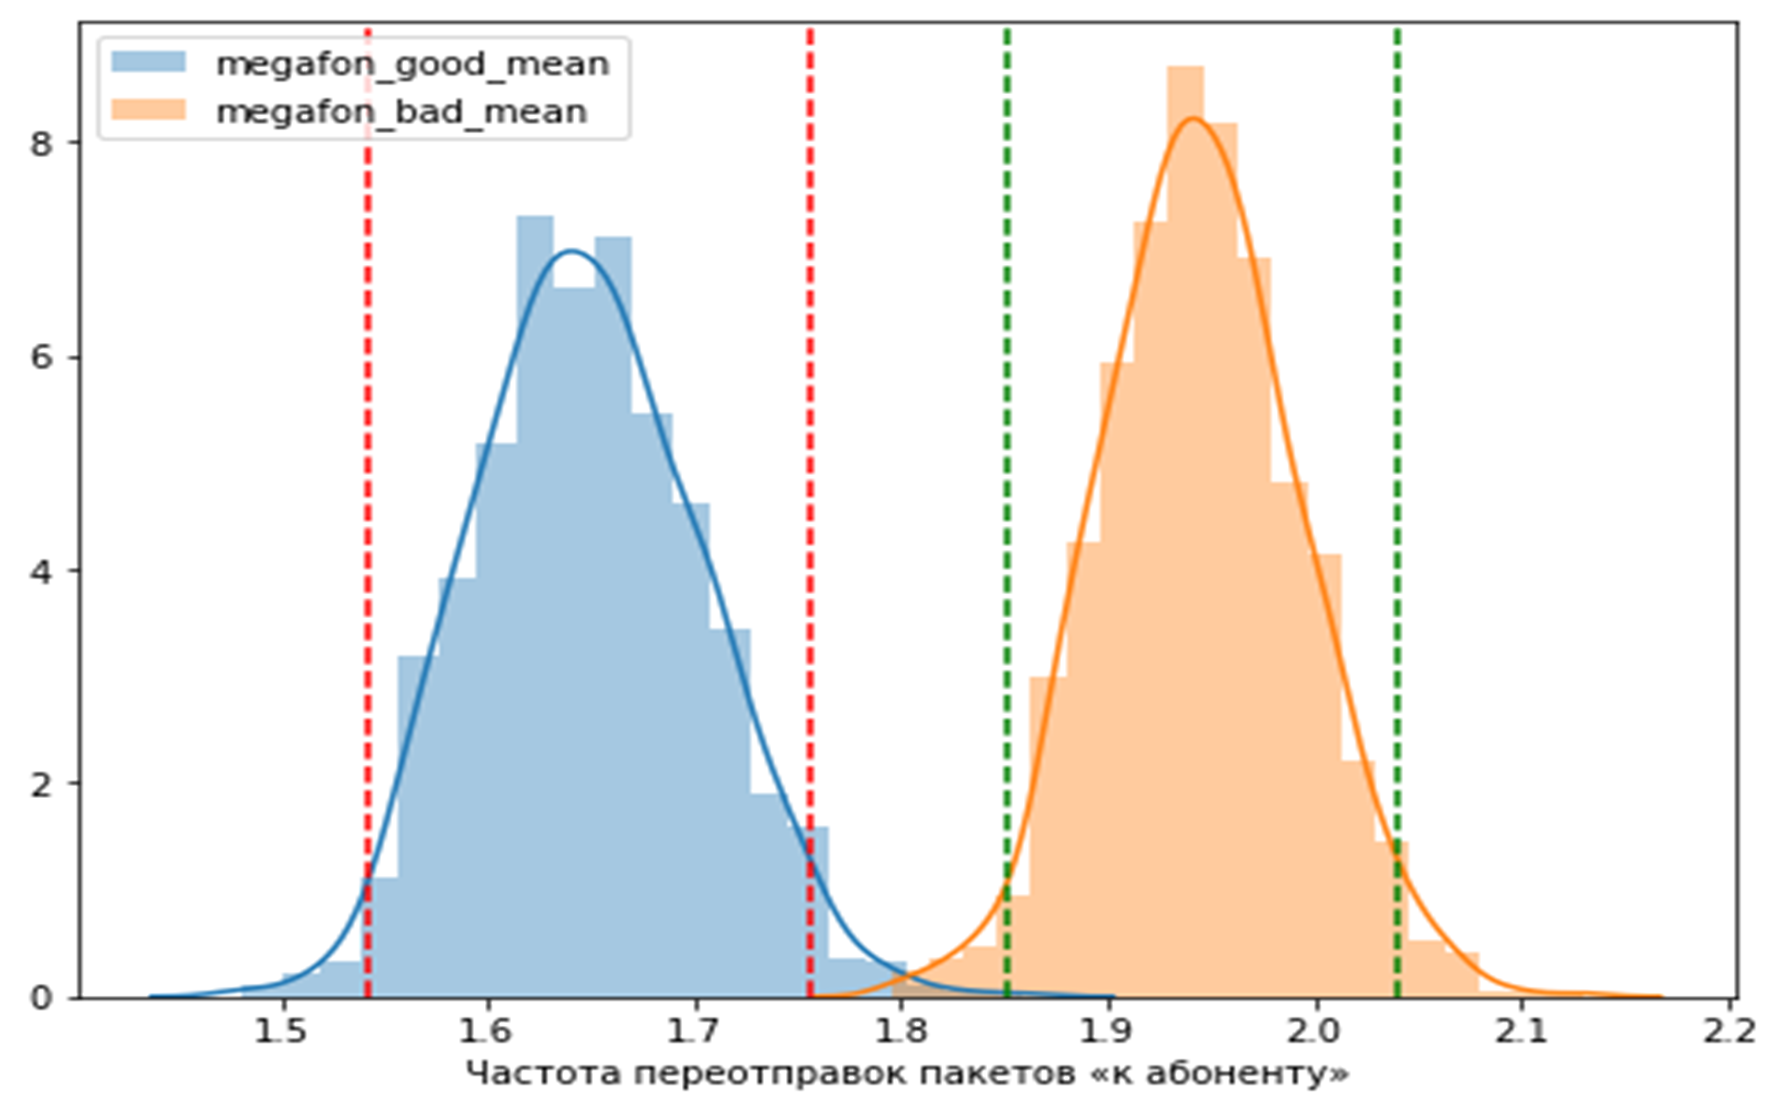 megafon_good_mean
megafon_bad_mean
8
6
4
2
0
1.5 1.6 1.7 1.8 1.9 2.0 2.1 2.2
Частота переотправок пакетов «к абоненту»